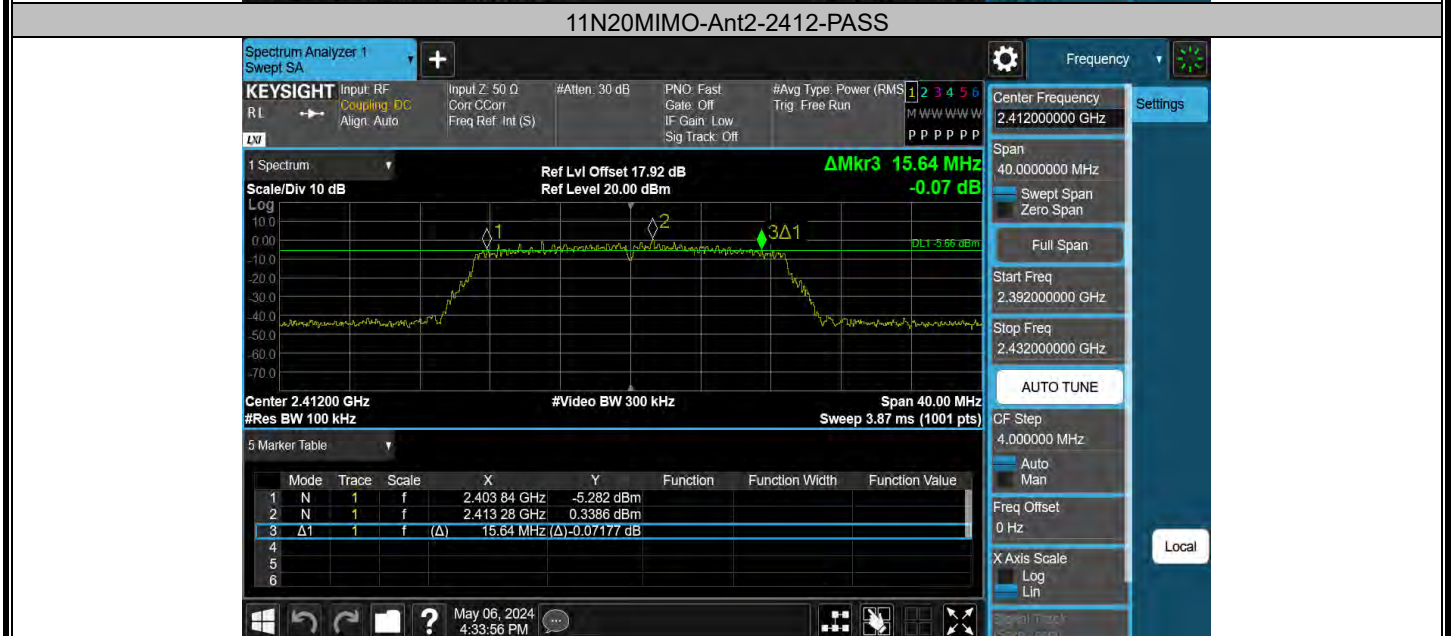 11N20MIMO-Ant2-2412-PASS
Spectrum Analyzer 1
Swept SA
+
Frequency
KEYSIGHT
RL
LXI
Input: RF
Coupling: DC
Align: Auto
Input Z: 50 Ω
Corr CCorr
Freq Ref: Int (S)
#Atten: 30 dB
PNO: Fast
Gate: Off
IF Gain: Low
Sig Track: Off
#Avg Type: Power (RMS
Trig: Free Run
1 2 3 4 5 6
M W W W W W
P P P P P P
1 Spectrum
Scale/Div 10 dB
Ref Lvl Offset 17.92 dB
Ref Level 20.00 dBm
ΔMkr3 15.64 MHz
-0.07 dB
Log
10.0
0.00
-10.0
-20.0
-30.0
-40.0
-50.0
-60.0
-70.0
1
2
3Δ1
DL1 -5.66 dBm
Center 2.41200 GHz
#Video BW 300 kHz
Span 40.00 MHz
#Res BW 100 kHz
Sweep 3.87 ms (1001 pts)
5 Marker Table
Mode Trace Scale X Y Function Function Width Function Value
1 N 1 f 2.403 84 GHz -5.282 dBm
2 N 1 f 2.413 28 GHz 0.3386 dBm
3 Δ1 1 f (Δ) 15.64 MHz (Δ)-0.07177 dB
4
5
6
?
May 06, 2024
4:33:56 PM
Center Frequency
2.412000000 GHz
Span
40.0000000 MHz
Swept Span
Zero Span
Full Span
Start Freq
2.392000000 GHz
Stop Freq
2.432000000 GHz
AUTO TUNE
CF Step
4.000000 MHz
Auto
Man
Freq Offset
0 Hz
X Axis Scale
Log
Lin
Signal Track
Settings
Local